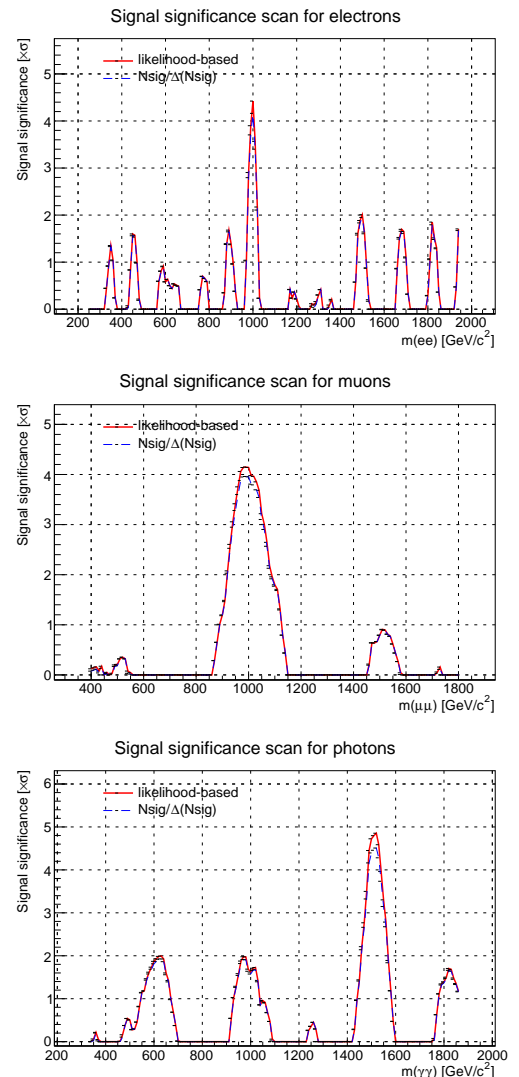 Signal significance scan for electrons
Signal significance [×σ]
likelihood-based
Nsig/Δ(Nsig)
5
4
3
2
1
0
200 400 600 800 1000 1200 1400 1600 1800 2000
m(ee) [GeV/c²]
Signal significance scan for muons
Signal significance [×σ]
likelihood-based
Nsig/Δ(Nsig)
5
4
3
2
1
0
400 600 800 1000 1200 1400 1600 1800
m(μμ) [GeV/c²]
Signal significance scan for photons
Signal significance [×σ]
likelihood-based
Nsig/Δ(Nsig)
6
5
4
3
2
1
0
200 400 600 800 1000 1200 1400 1600 1800 2000
m(γγ) [GeV/c²]